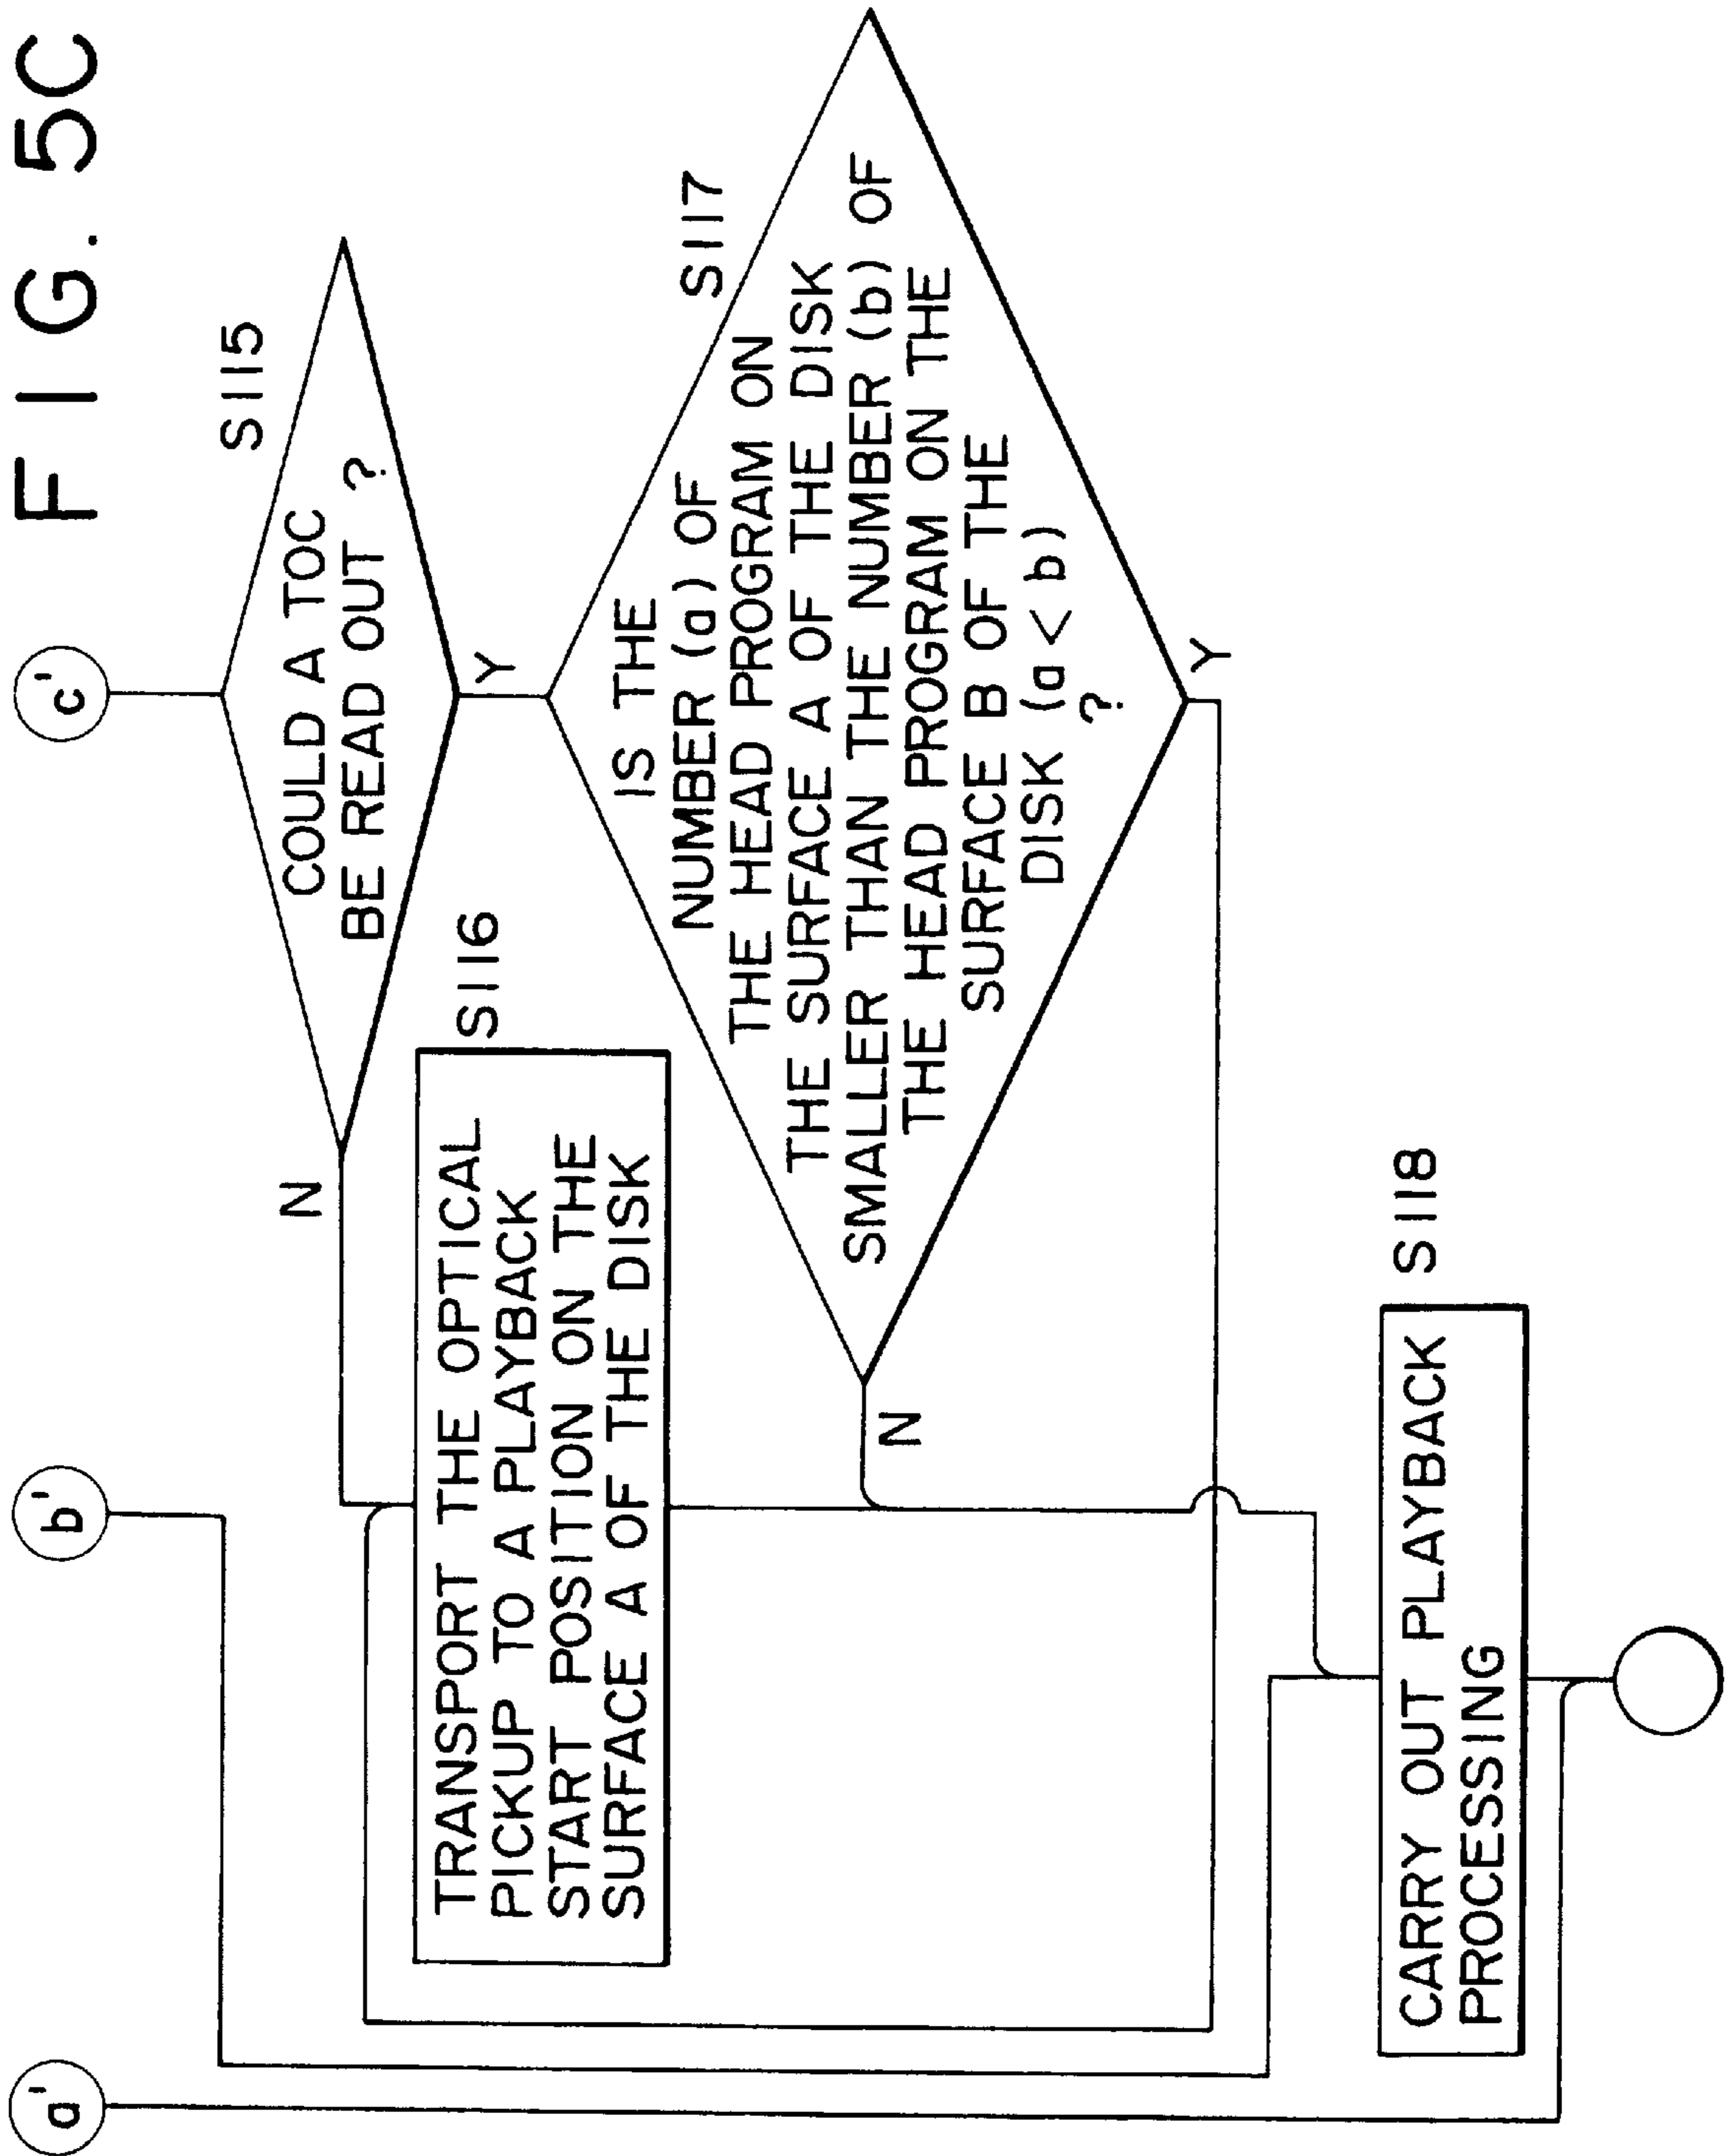 FIG. 5C
a'
b'
c'
S115
COULD A TOC
BE READ OUT ?
N
Y
S116
TRANSPORT THE OPTICAL
PICKUP TO A PLAYBACK
START POSITION ON THE
SURFACE A OF THE DISK
S117
IS THE
NUMBER (a) OF
THE HEAD PROGRAM ON
THE SURFACE A OF THE DISK
SMALLER THAN THE NUMBER (b) OF
THE HEAD PROGRAM ON THE
SURFACE B OF THE
DISK (a < b)
?
N
Y
S118
CARRY OUT PLAYBACK
PROCESSING